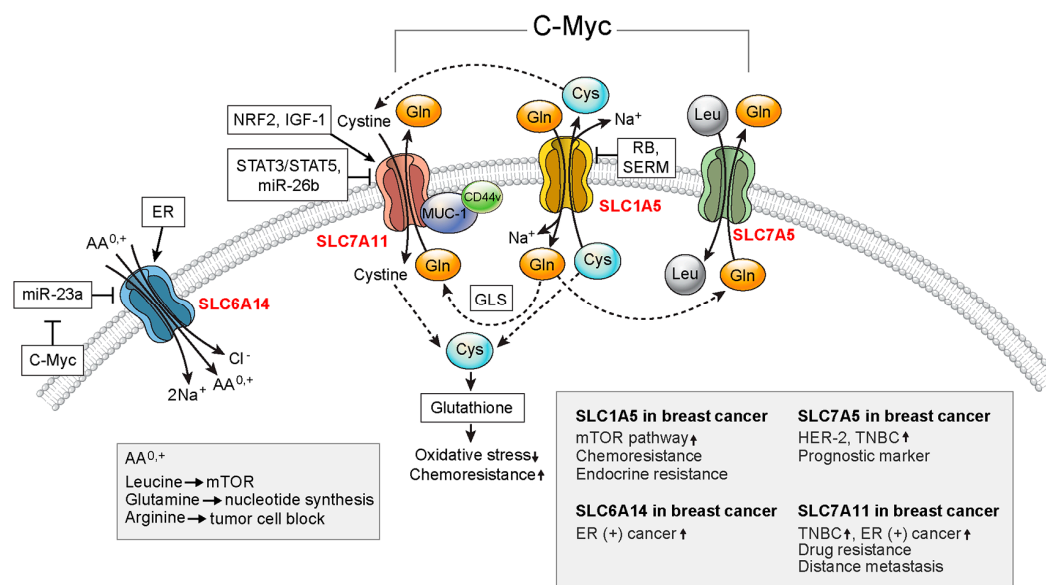 C-Myc
NRF2, IGF-1
Cystine
Gln
Gln
Cys
Na⁺
Leu
Gln
STAT3/STAT5,
miR-26b
RB,
SERM
MUC-1
CD44v
SLC7A11
SLC1A5
SLC7A5
ER
AA⁰,⁺
miR-23a
SLC6A14
C-Myc
Cl⁻
AA⁰,⁺
2Na⁺
Cystine
Gln
Na⁺
Gln
Cys
Leu
Gln
GLS
Cys
Glutathione
Oxidative stress↓
Chemoresistance↑
AA⁰,⁺
Leucine→mTOR
Glutamine→nucleotide synthesis
Arginine→tumor cell block
SLC1A5 in breast cancer
mTOR pathway↑
Chemoresistance
Endocrine resistance
SLC7A5 in breast cancer
HER-2, TNBC↑
Prognostic marker
SLC6A14 in breast cancer
ER (+) cancer↑
SLC7A11 in breast cancer
TNBC↑, ER (+) cancer↑
Drug resistance
Distance metastasis